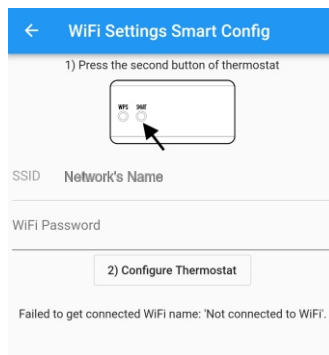 WiFi Settings Smart Config
1) Press the second button of thermostat
WPS SMAT
SSID Network's Name
WiFi Password
2) Configure Thermostat
Failed to get connected WiFi name: 'Not connected to WiFi'.